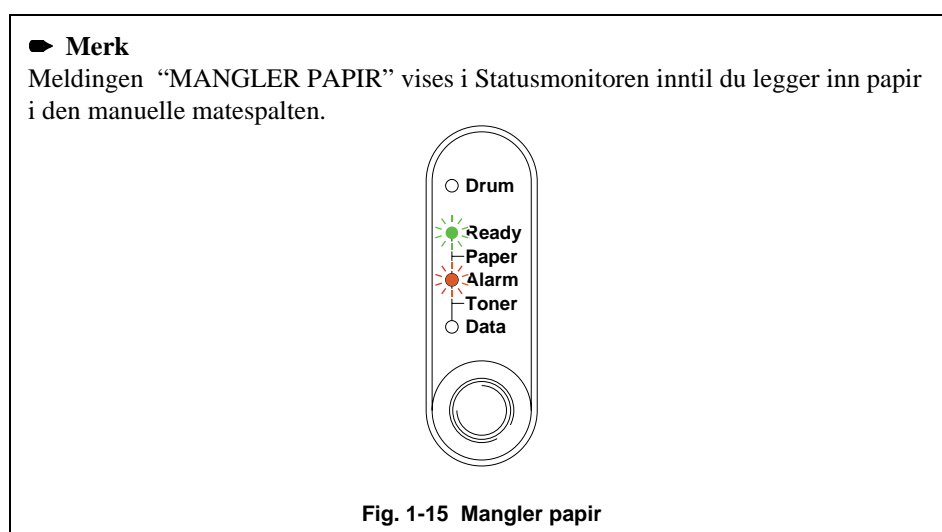 Merk
Meldingen “MANGLER PAPIR” vises i Statusmonitoren inntil du legger inn papir
i den manuelle matespalten.
Drum
Ready
Paper
Alarm
Toner
Data
Fig. 1-15 Mangler papir